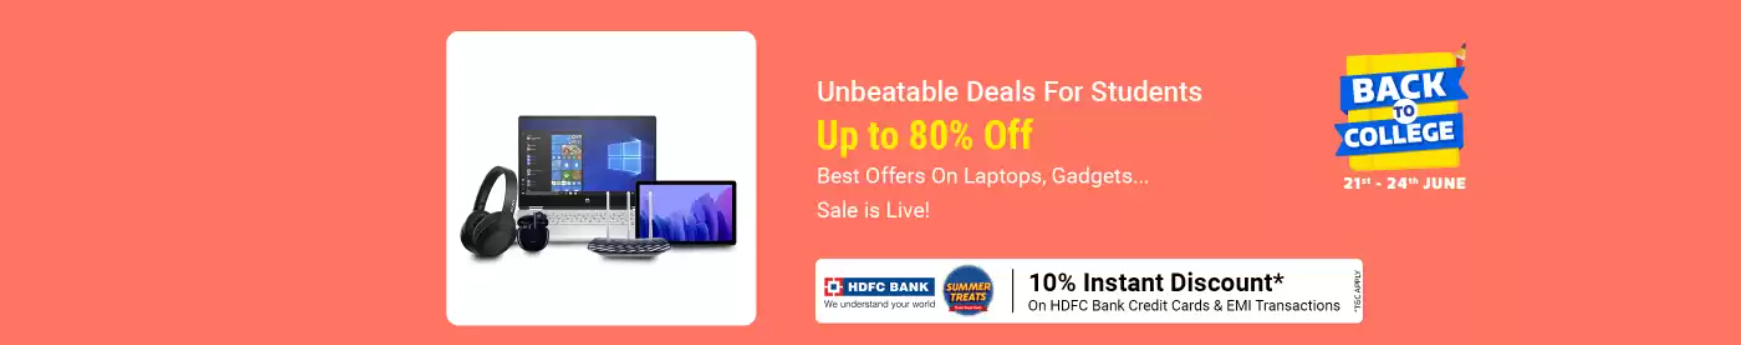 Unbeatable Deals For Students
Up to 80% Off
Best Offers On Laptops, Gadgets...
Sale is Live!
BACK
TO
COLLEGE
21st - 24th JUNE
HDFC BANK
We understand your world
SUMMER
TREATS
10% Instant Discount*
On HDFC Bank Credit Cards & EMI Transactions
*T&C APPLY